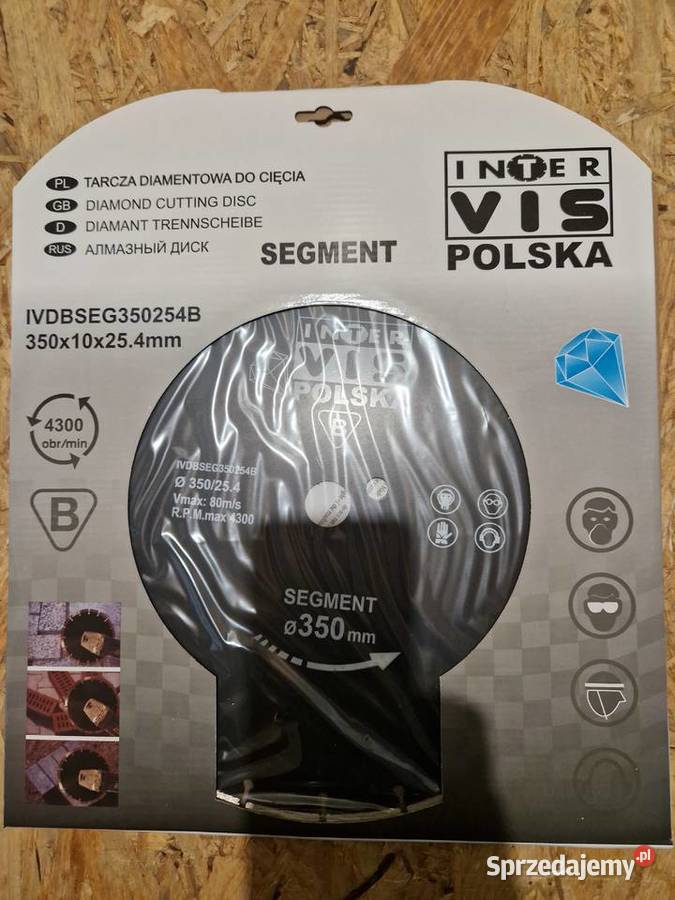 PL TARCZA DIAMENTOWA DO CIĘCIA
GB DIAMOND CUTTING DISC
D DIAMANT TRENNSCHEIBE
RUS АЛМАЗНЫЙ ДИСК
SEGMENT
INTER
VIS
POLSKA
IVDBSEG350254B
350x10x25.4mm
4300
obr/min
B
INTER
VIS
POLSKA
B
IVDBSEG350254B
Ø 350/25.4
Vmax: 80m/s
R.P.M.max 4300
SEGMENT
Ø350mm
Sprzedajemy.pl